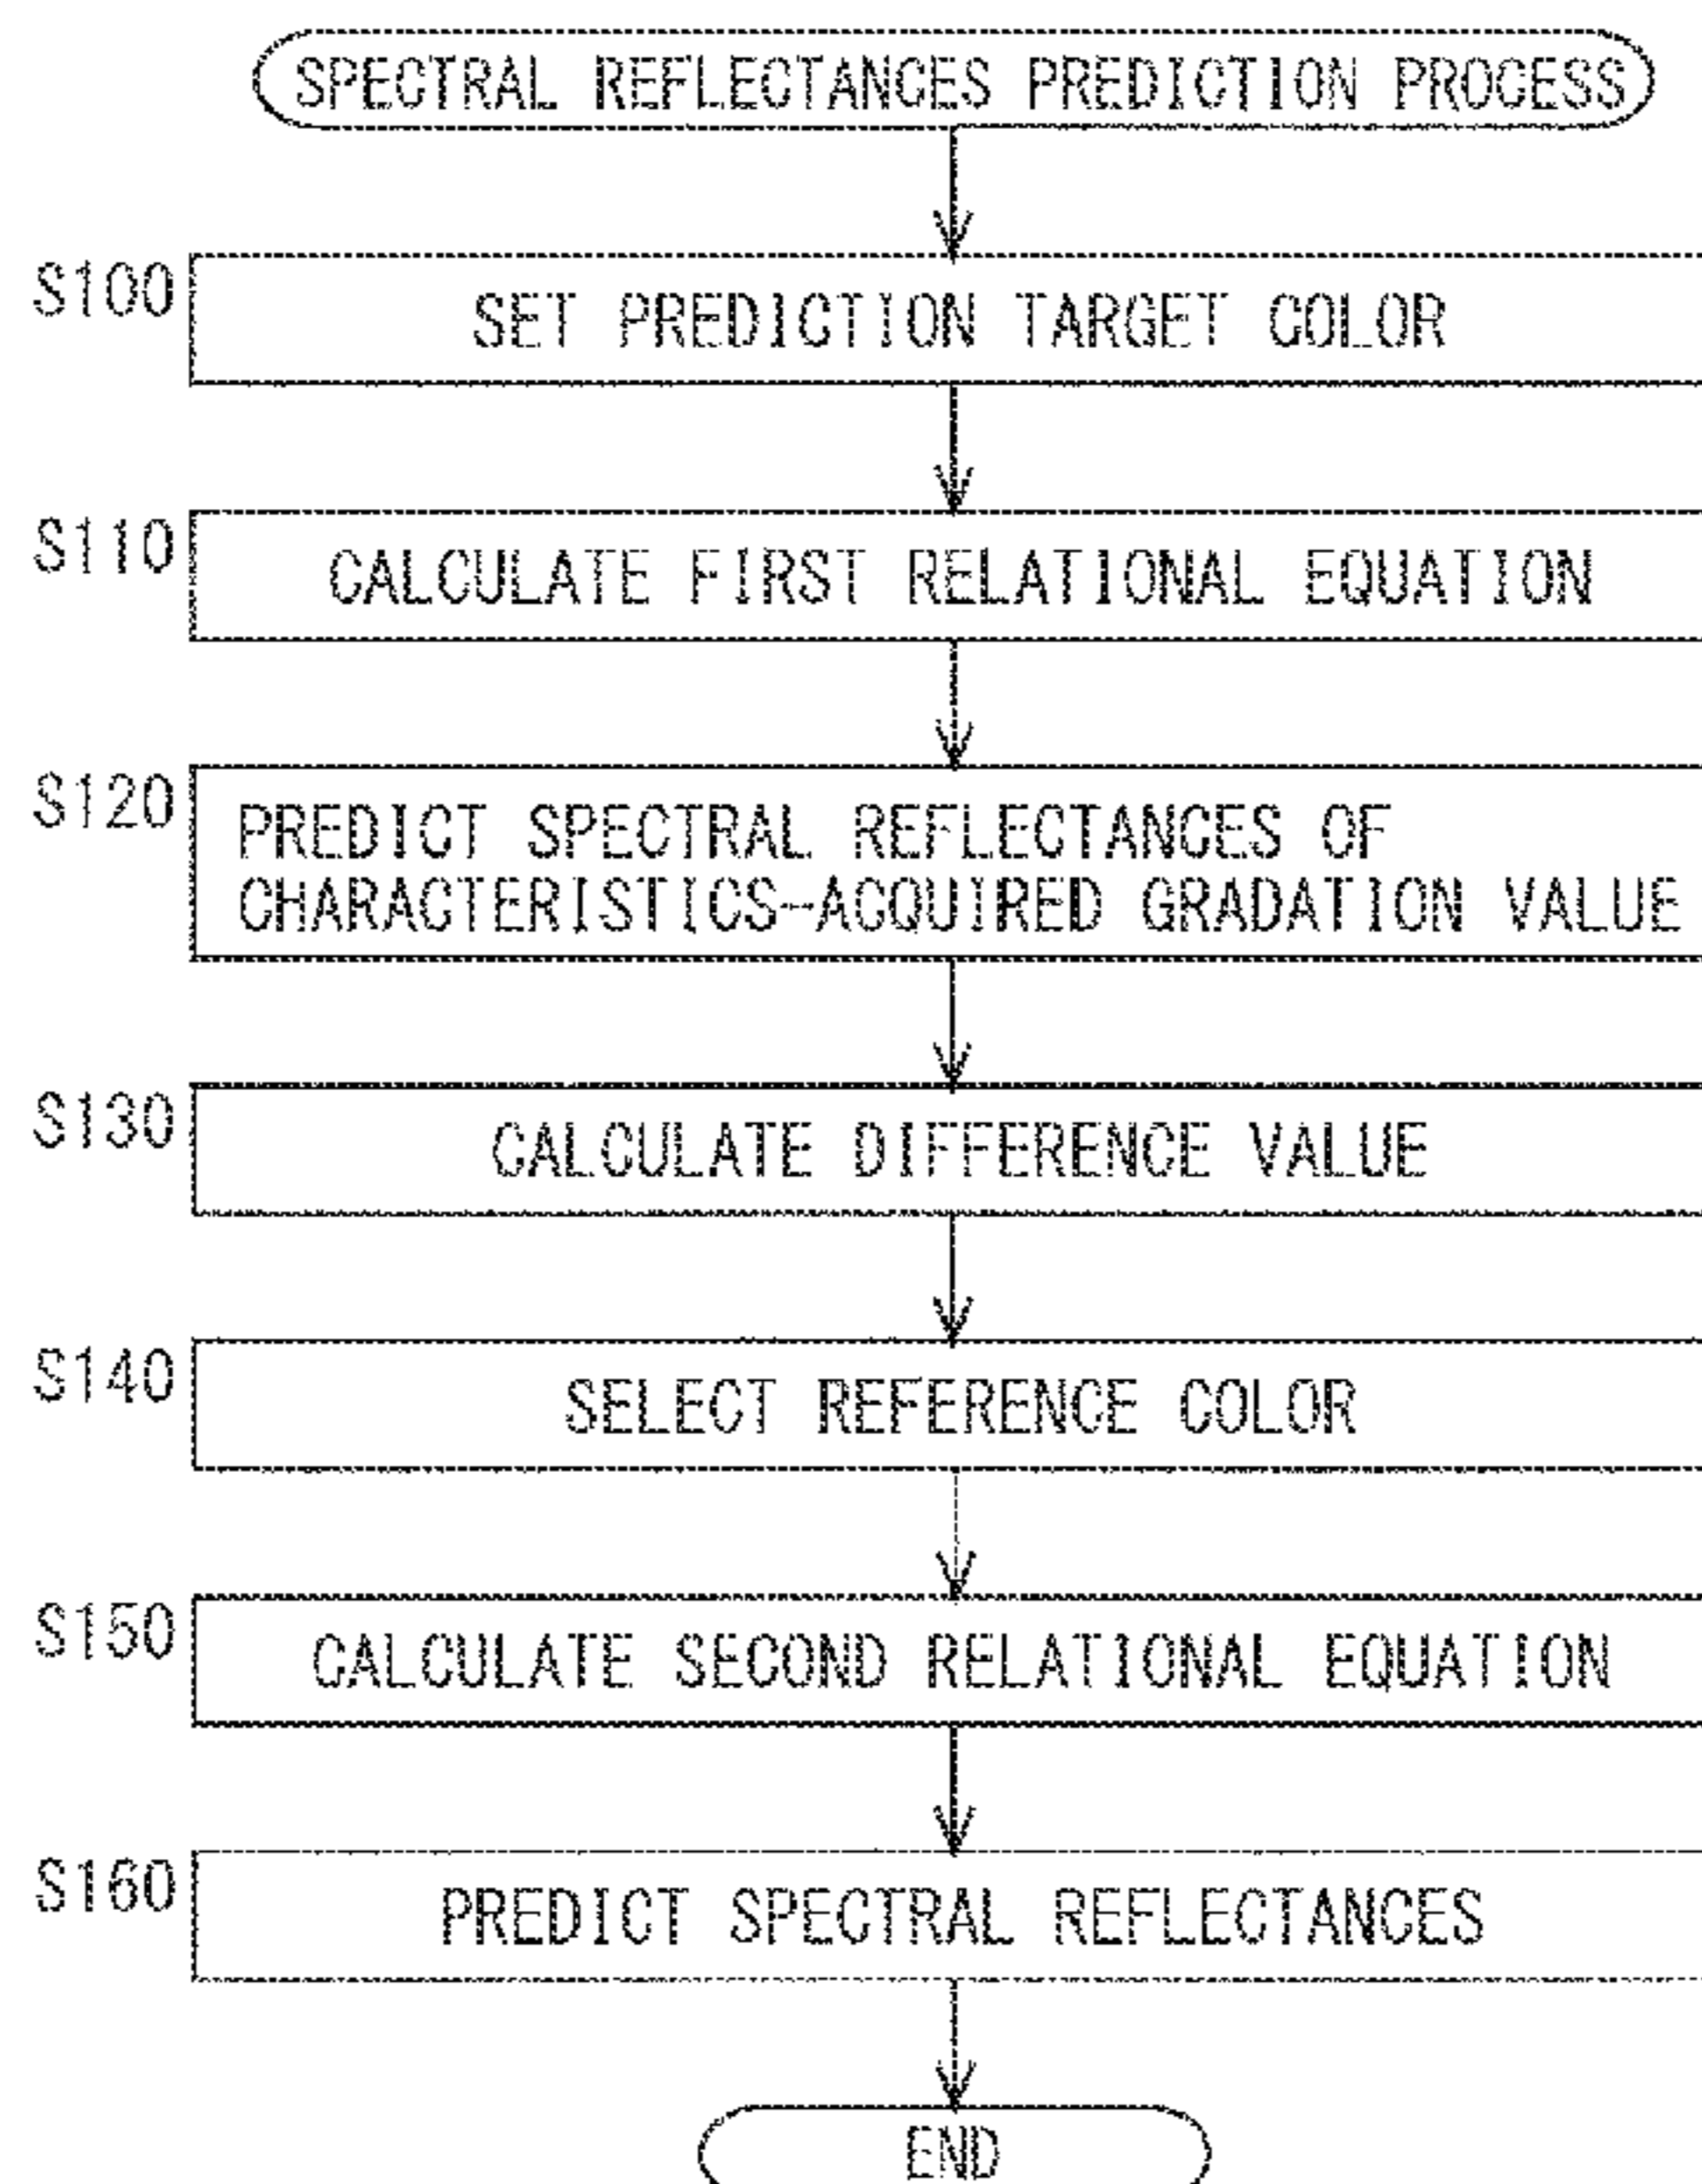 SPECTRAL REFLECTANCES PREDICTION PROCESS
S100
SET PREDICTION TARGET COLOR
S110
CALCULATE FIRST RELATIONAL EQUATION
S120
PREDICT SPECTRAL REFLECTANCES OF
CHARACTERISTICS-ACQUIRED GRADATION VALUE
S130
CALCULATE DIFFERENCE VALUE
S140
SELECT REFERENCE COLOR
S150
CALCULATE SECOND RELATIONAL EQUATION
S160
PREDICT SPECTRAL REFLECTANCES
END